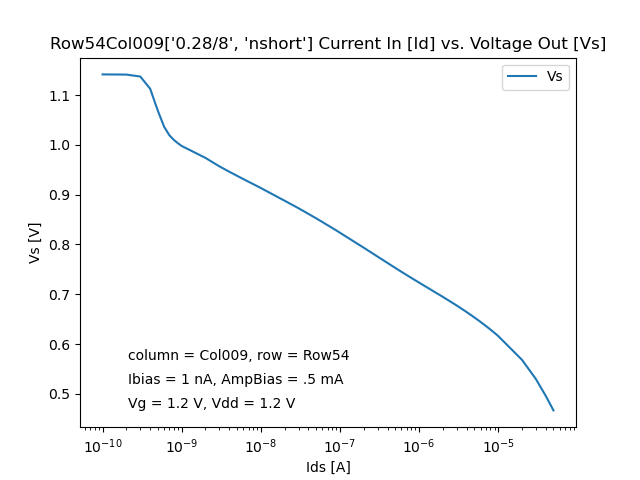 Row54Col009['0.28/8', 'nshort'] Current In [Id] vs. Voltage Out [Vs]
Vs
1.1
1.0
0.9
0.8
0.7
0.6
0.5
Vs [V]
column = Col009, row = Row54
Ibias = 1 nA, AmpBias = .5 mA
Vg = 1.2 V, Vdd = 1.2 V
10⁻¹⁰ 10⁻⁹ 10⁻⁸ 10⁻⁷ 10⁻⁶ 10⁻⁵
Ids [A]